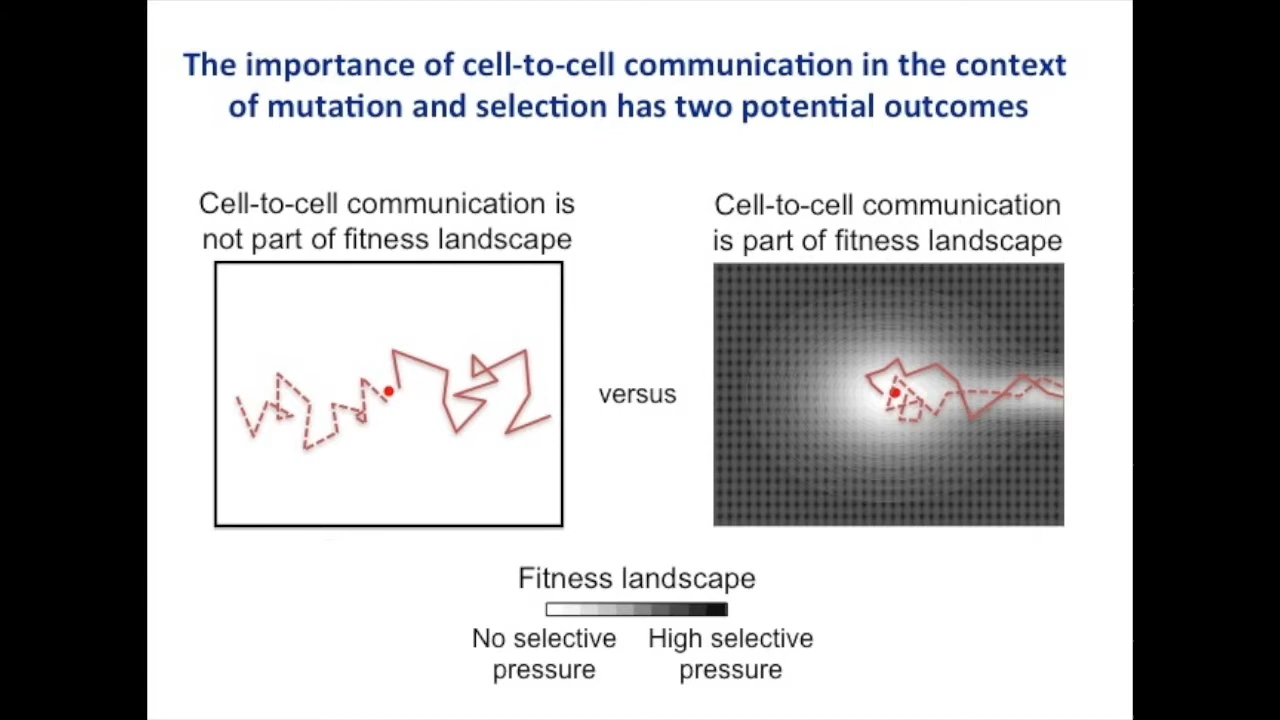 The importance of cell-to-cell communication in the context
of mutation and selection has two potential outcomes
Cell-to-cell communication is
not part of fitness landscape
Cell-to-cell communication
is part of fitness landscape
versus
Fitness landscape
No selective
pressure
High selective
pressure